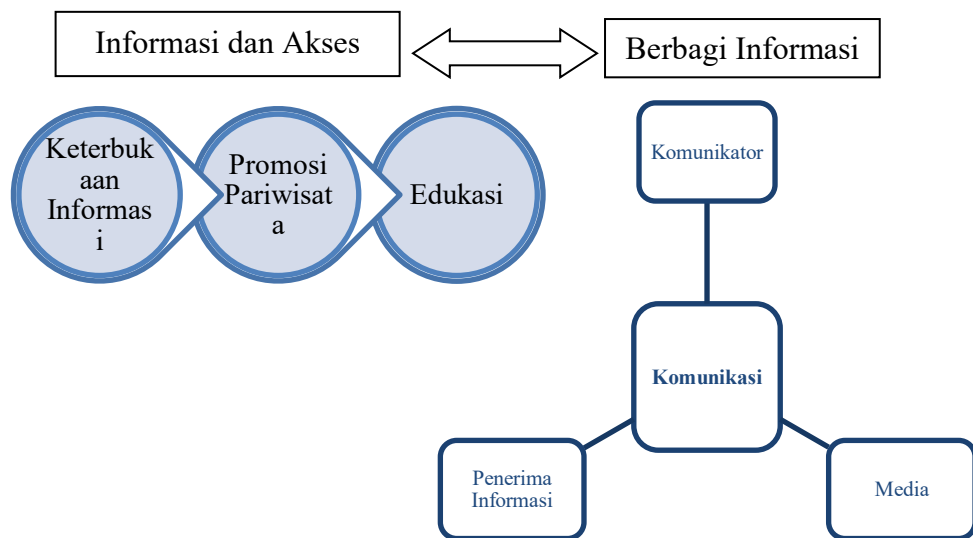 Informasi dan Akses
Berbagi Informasi
Keterbuk
aan
Informas
i
Promosi
Pariwisat
a
Edukasi
Komunikator
Komunikasi
Penerima
Informasi
Media